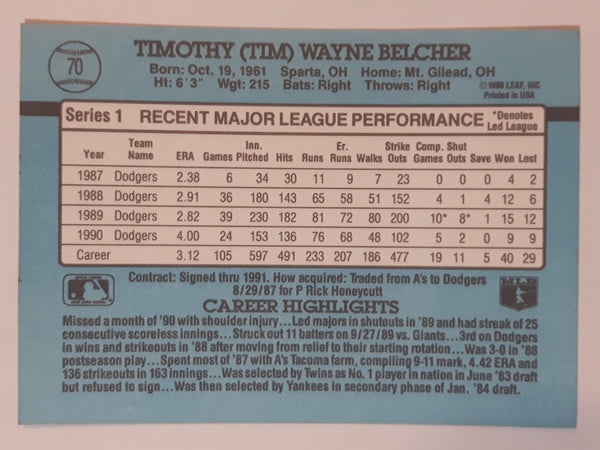 70
TIMOTHY (TIM) WAYNE BELCHER
Born: Oct. 19, 1961 Sparta, OH Home: Mt. Gilead, OH
Ht: 6'3" Wgt: 215 Bats: Right Throws: Right
©1990 LEAF, INC
Printed in USA
Series 1 RECENT MAJOR LEAGUE PERFORMANCE *Denotes Led League
Year Team Name ERA Games Inn. Pitched Hits Runs Er. Runs Walks Strike Outs Comp. Games Shut Outs Save Won Lost
1987 Dodgers 2.38 6 34 30 11 9 7 23 0 0 0 4 2
1988 Dodgers 2.91 36 180 143 65 58 51 152 4 1 4 12 6
1989 Dodgers 2.82 39 230 182 81 72 80 200 10* 8* 1 15 12
1990 Dodgers 4.00 24 153 136 76 68 48 102 5 2 0 9 9
Career 3.12 105 597 491 233 207 186 477 19 11 5 40 29
Contract: Signed thru 1991. How acquired: Traded from A's to Dodgers
8/29/87 for P Rick Honeycutt
MLB
CAREER HIGHLIGHTS
Missed a month of '90 with shoulder injury...Led majors in shutouts in '89 and had streak of 25
consecutive scoreless innings...Struck out 11 batters on 9/27/89 vs. Giants...3rd on Dodgers
in wins and strikeouts in '88 after moving from relief to their starting rotation...Was 3-0 in '88
postseason play...Spent most of '87 with A's Tacoma farm, compiling 9-11 mark, 4.42 ERA and
136 strikeouts in 163 innings...Was selected by Twins as No. 1 player in nation in June '83 draft
but refused to sign...Was then selected by Yankees in secondary phase of Jan. '84 draft.